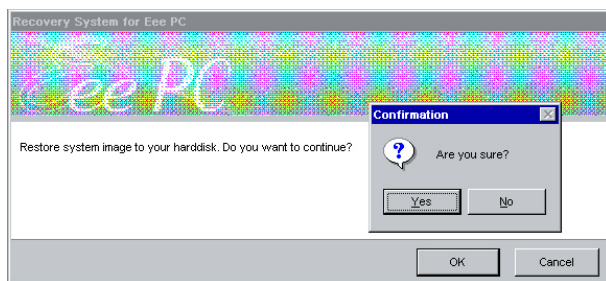 Recovery System for Eee PC
Eee PC
Restore system image to your harddisk. Do you want to continue?
Confirmation
Are you sure?
Yes
No
OK
Cancel